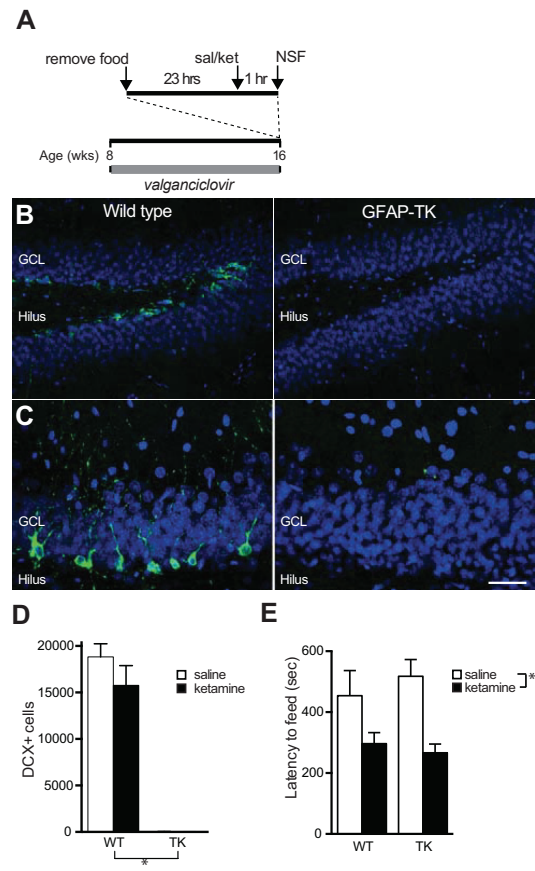 A
remove food
sal/ket
NSF
23 hrs
1 hr
Age (wks)
8
16
valganciclovir
B
Wild type
GFAP-TK
GCL
Hilus
C
GCL
Hilus
D
E
DCX+ cells
20000
15000
10000
5000
0
saline
ketamine
WT
TK
*
Latency to feed (sec)
600
400
200
0
saline
ketamine
*
WT
TK